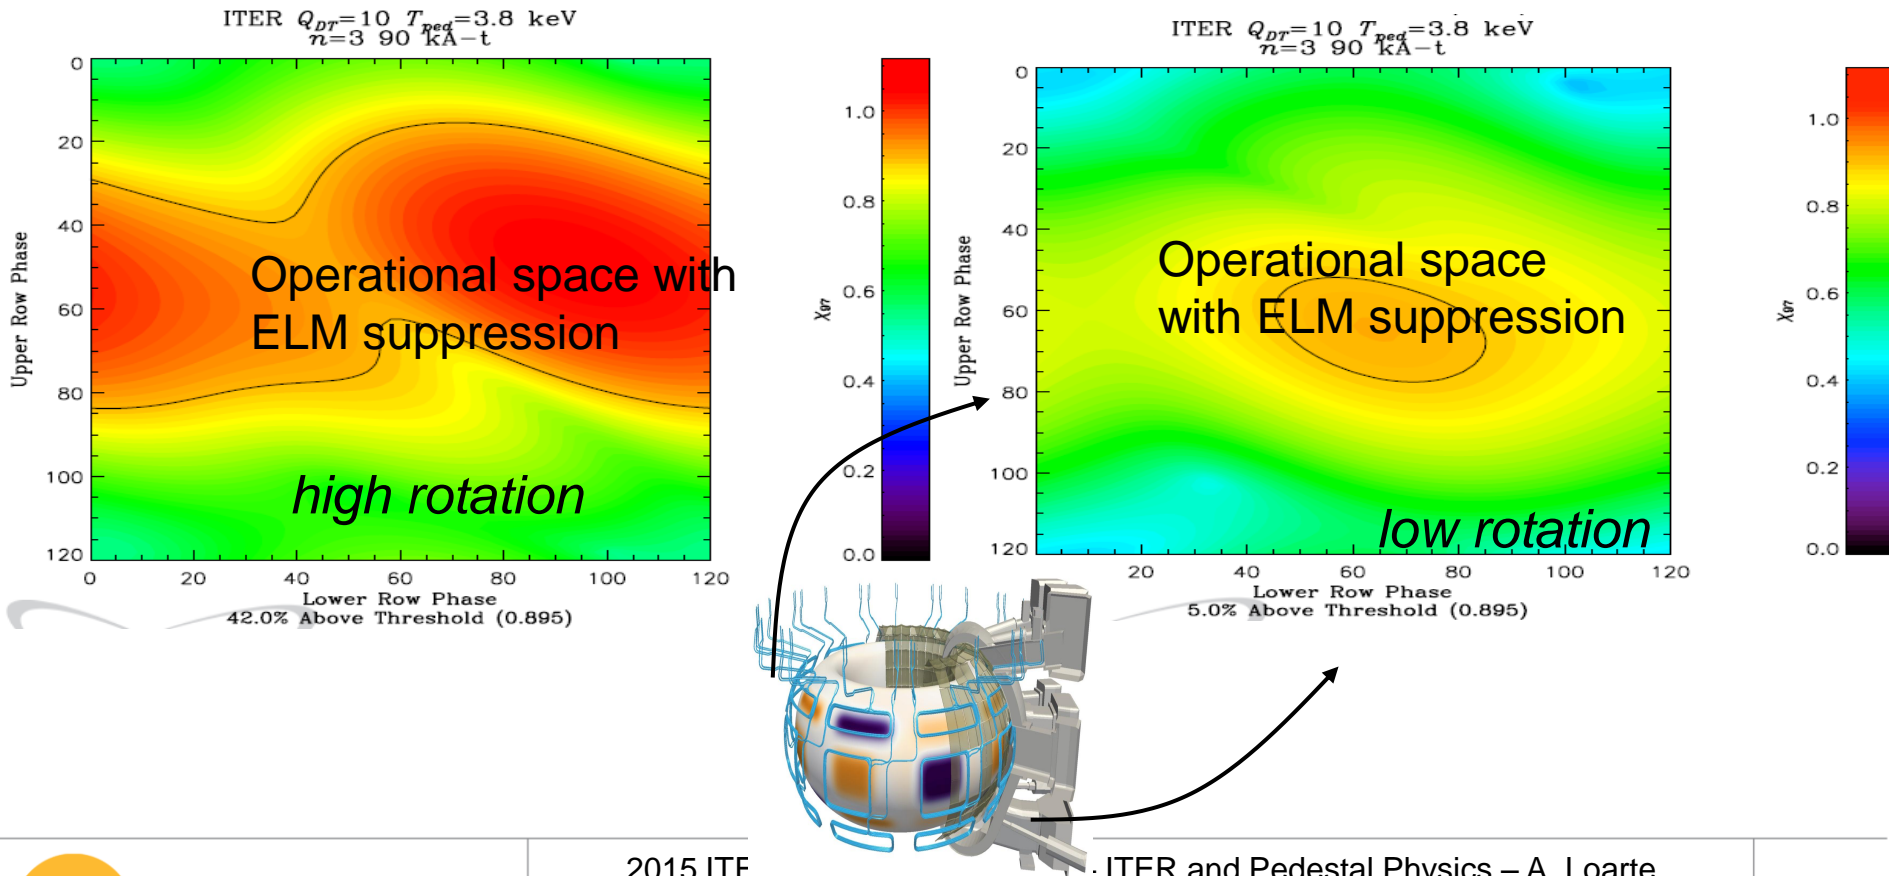 ITER Q_DT=10 T_ped=3.8 keV
n=3 90 kA-t
0
20
40
60
80
100
120
Upper Row Phase
Operational space with
ELM suppression
high rotation
0 20 40 60 80 100 120
Lower Row Phase
42.0% Above Threshold (0.895)
1.0
0.8
0.6
0.4
0.2
0.0
ITER Q_DT=10 T_ped=3.8 keV
n=3 90 kA-t
0
20
40
60
80
100
120
Upper Row Phase
Operational space
with ELM suppression
low rotation
20 40 60 80 100 120
Lower Row Phase
5.0% Above Threshold (0.895)
1.0
0.8
0.6
0.4
0.2
0.0
2015 ITE
ITER and Pedestal Physics – A. Loarte